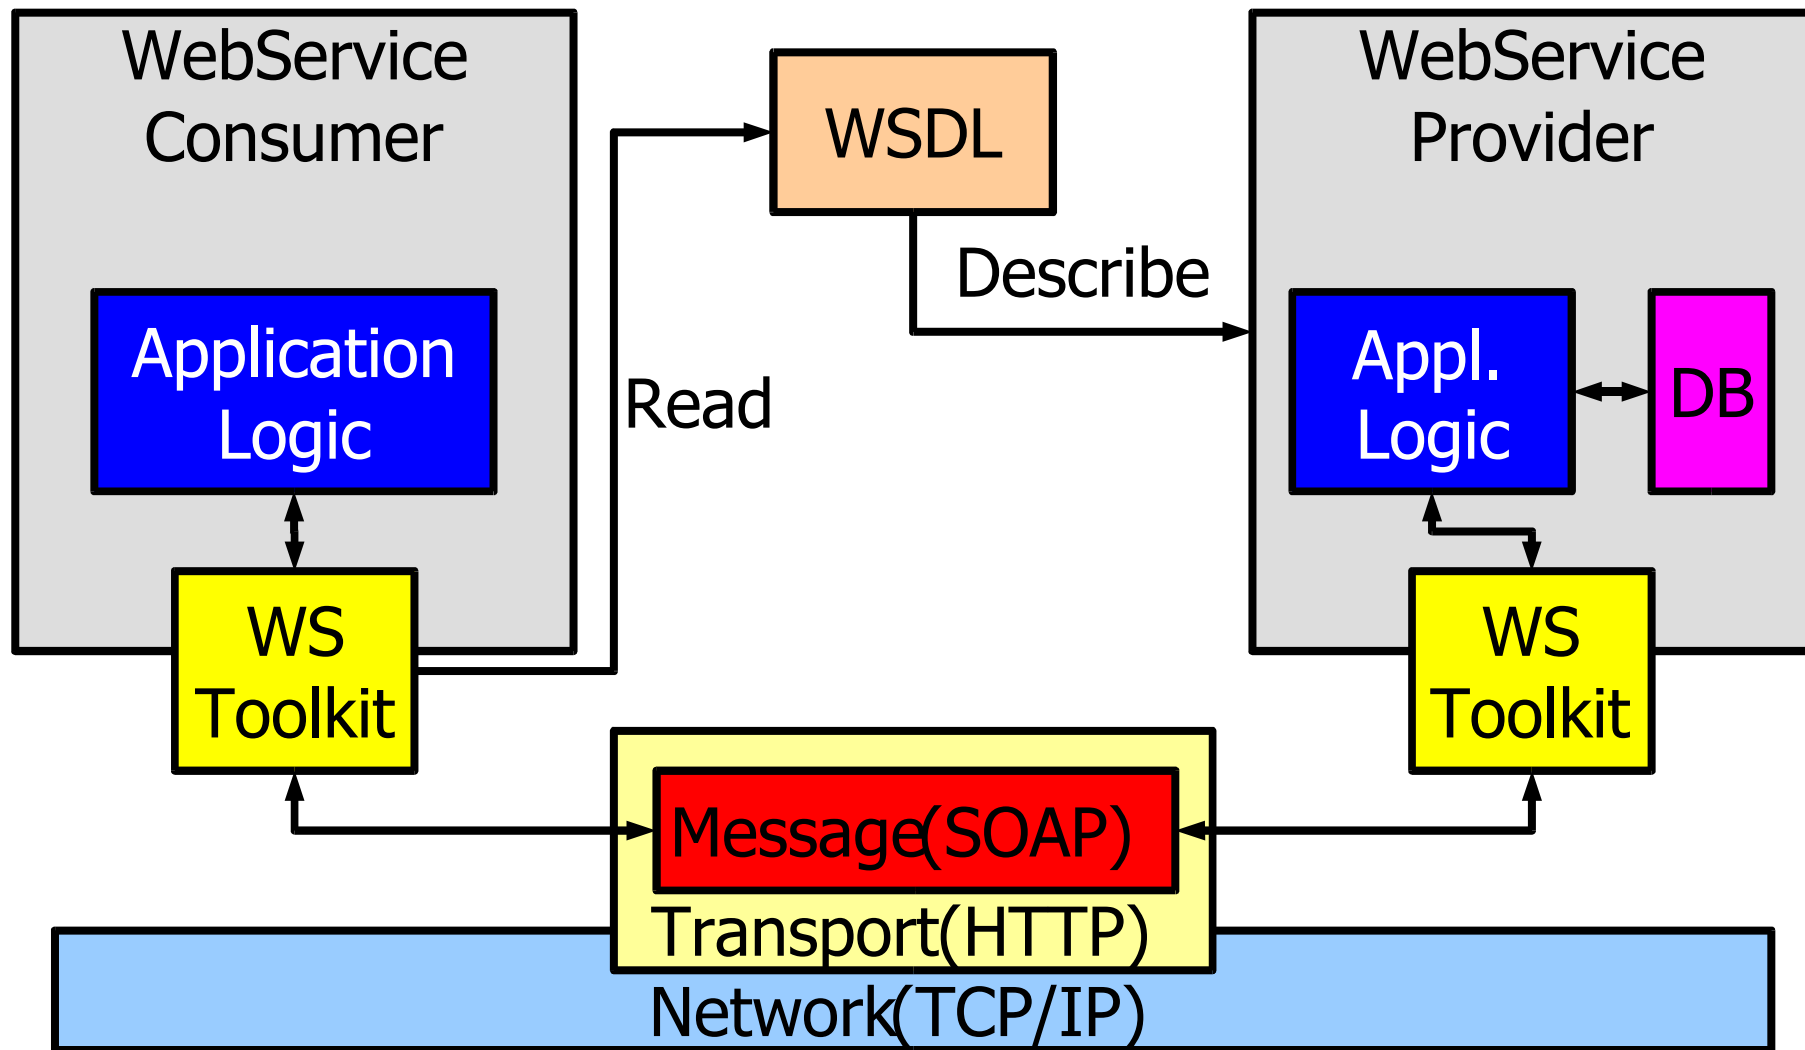 WebService
Consumer
WSDL
WebService
Provider
Describe
Application
Logic
Read
Appl.
Logic
DB
WS
Toolkit
WS
Toolkit
Message(SOAP)
Transport(HTTP)
Network(TCP/IP)